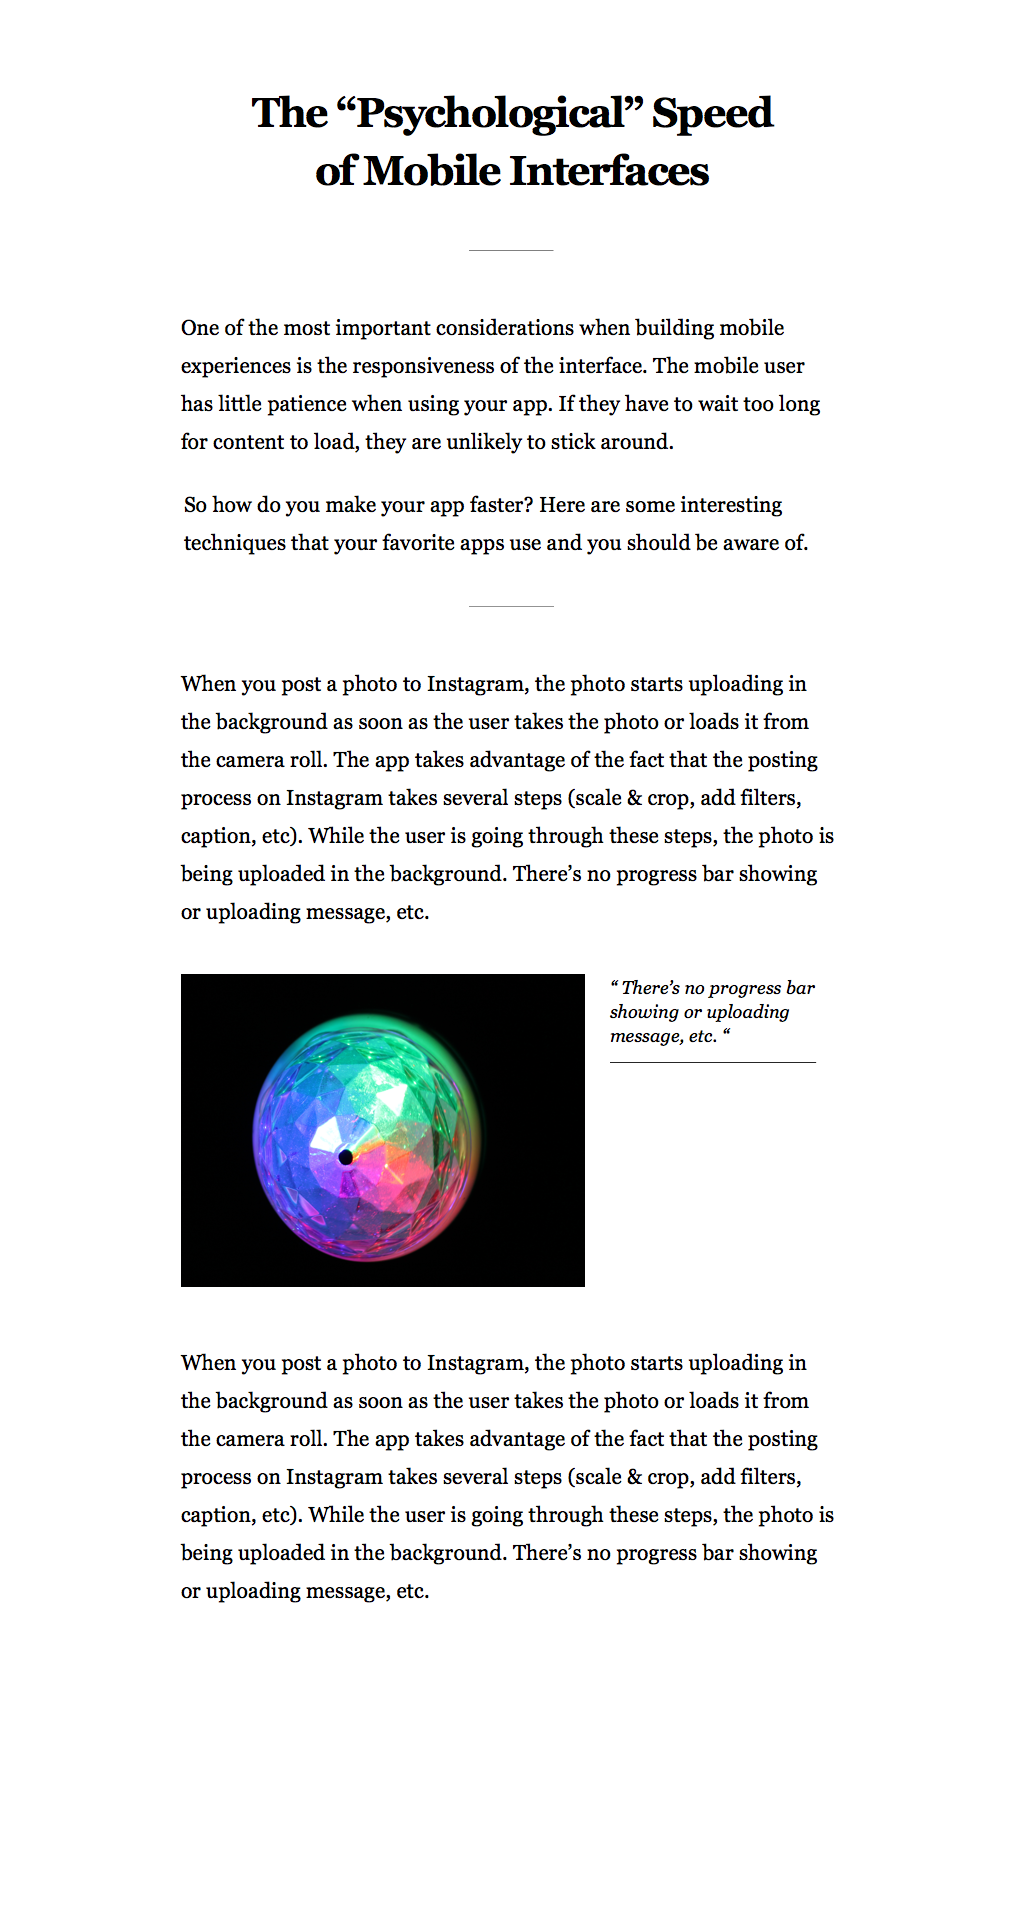 The “Psychological” Speed
of Mobile Interfaces
One of the most important considerations when building mobile
experiences is the responsiveness of the interface. The mobile user
has little patience when using your app. If they have to wait too long
for content to load, they are unlikely to stick around.
So how do you make your app faster? Here are some interesting
techniques that your favorite apps use and you should be aware of.
When you post a photo to Instagram, the photo starts uploading in
the background as soon as the user takes the photo or loads it from
the camera roll. The app takes advantage of the fact that the posting
process on Instagram takes several steps (scale & crop, add filters,
caption, etc). While the user is going through these steps, the photo is
being uploaded in the background. There’s no progress bar showing
or uploading message, etc.
“ There’s no progress bar
showing or uploading
message, etc. “
When you post a photo to Instagram, the photo starts uploading in
the background as soon as the user takes the photo or loads it from
the camera roll. The app takes advantage of the fact that the posting
process on Instagram takes several steps (scale & crop, add filters,
caption, etc). While the user is going through these steps, the photo is
being uploaded in the background. There’s no progress bar showing
or uploading message, etc.